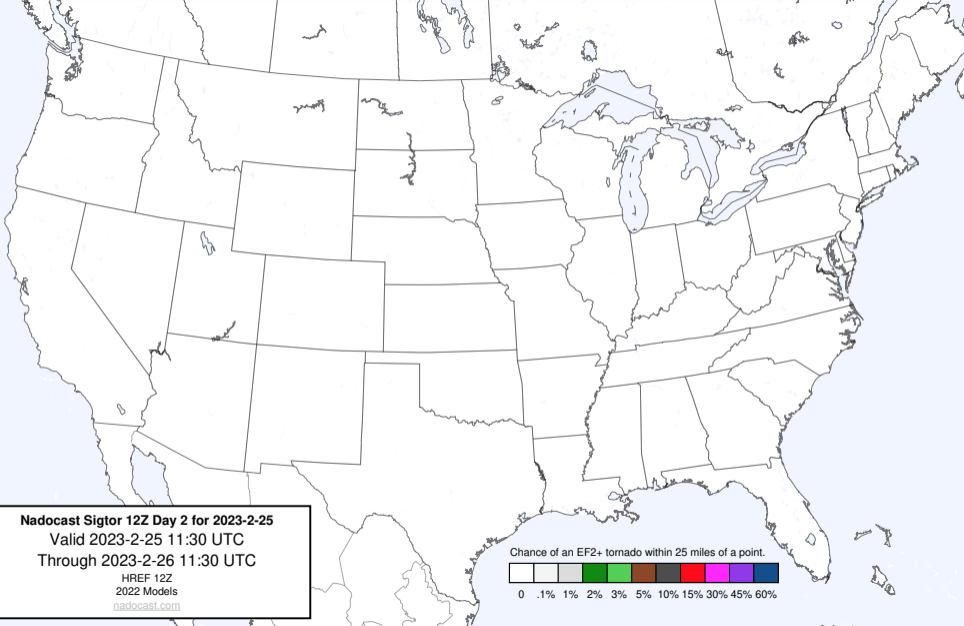 Nadocast Sigtor 12Z Day 2 for 2023-2-25
Valid 2023-2-25 11:30 UTC
Through 2023-2-26 11:30 UTC
HREF 12Z
2022 Models
nadocast.com
Chance of an EF2+ tornado within 25 miles of a point.
0 .1% 1% 2% 3% 5% 10% 15% 30% 45% 60%